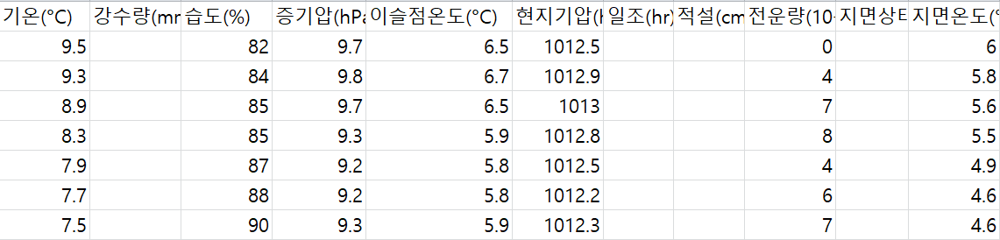 기온(°C) 강수량(mm 습도(%) 증기압(hPa 이슬점온도(°C) 현지기압(h 일조(hr) 적설(cm 전운량(10 지면상태 지면온도(°
9.5 82 9.7 6.5 1012.5 0 6
9.3 84 9.8 6.7 1012.9 4 5.8
8.9 85 9.7 6.5 1013 7 5.6
8.3 85 9.3 5.9 1012.8 8 5.5
7.9 87 9.2 5.8 1012.5 4 4.9
7.7 88 9.2 5.8 1012.2 6 4.6
7.5 90 9.3 5.9 1012.3 7 4.6